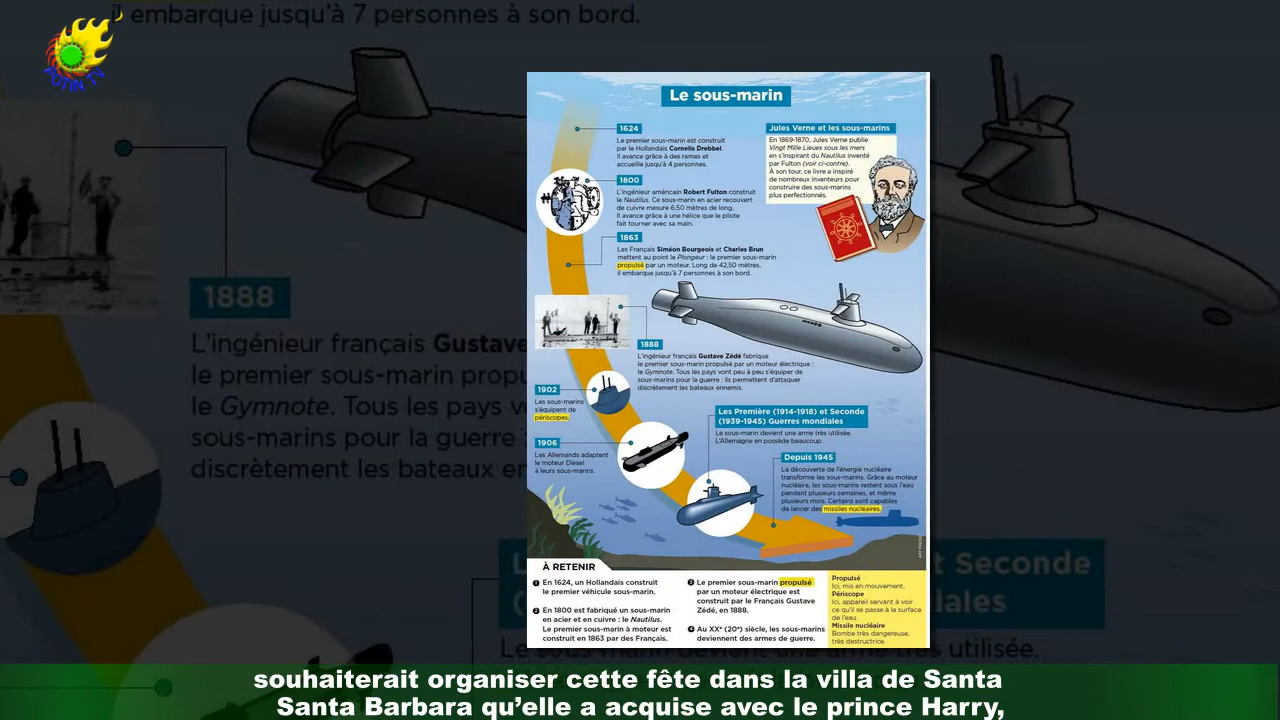 il embarque jusqu'à 7 personnes à son bord.
PUTIN TV
Le sous-marin
1624
Le premier sous-marin est construit
par le Hollandais Cornelis Drebbel.
Il avance grâce à des rames et
accueille jusqu'à 4 personnes.
1800
L'ingénieur américain Robert Fulton construit
le Nautilus. Ce sous-marin en acier recouvert
de cuivre mesure 6,50 mètres de long.
Il avance grâce à une hélice que le pilote
fait tourner avec sa main.
Jules Verne et les sous-marins
En 1869-1870, Jules Verne publie
Vingt Mille Lieues sous les mers
en s'inspirant du Nautilus inventé
par Fulton (voir ci-contre).
À son tour, ce livre a inspiré
de nombreux inventeurs pour
construire des sous-marins
plus perfectionnés.
1863
Les Français Siméon Bourgeois et Charles Brun
mettent au point le Plongeur : le premier sous-marin
propulsé par un moteur. Long de 42,50 mètres,
il embarque jusqu'à 7 personnes à son bord.
1888
L'ingénieur français Gustave Zédé fabrique
le premier sous-marin propulsé par un moteur électrique :
le Gymnote. Tous les pays vont peu à peu s'équiper de
sous-marins pour la guerre : ils permettent d'attaquer
discrètement les bateaux ennemis.
1902
Les sous-marins
s'équipent de
périscopes.
1906
Les Allemands adaptent
le moteur Diesel
à leurs sous-marins.
Les Première (1914-1918) et Seconde
(1939-1945) Guerres mondiales
Le sous-marin devient une arme très utilisée.
L'Allemagne en possède beaucoup.
Depuis 1945
La découverte de l'énergie nucléaire
transforme les sous-marins. Grâce au moteur
nucléaire, les sous-marins restent sous l'eau
pendant plusieurs semaines, et même
plusieurs mois. Certains sont capables
de lancer des missiles nucléaires.
À RETENIR
1 En 1624, un Hollandais construit
le premier véhicule sous-marin.
2 En 1800 est fabriqué un sous-marin
en acier et en cuivre : le Nautilus.
Le premier sous-marin à moteur est
construit en 1863 par des Français.
3 Le premier sous-marin propulsé
par un moteur électrique est
construit par le Français Gustave
Zédé, en 1888.
4 Au XXe (20e) siècle, les sous-marins
deviennent des armes de guerre.
Propulsé
Ici, mis en mouvement.
Périscope
Ici, appareil servant à voir
ce qu'il se passe à la surface
de l'eau.
Missile nucléaire
Bombe très dangereuse,
très destructrice.
1888
L'ingénieur français Gustave
le premier sous-marin propu
le Gymnote. Tous les pays v
sous-marins pour la guerre :
discrètement les bateaux en
et Seconde
Le sous-marin devient une arme très utilisée.
souhaiterait organiser cette fête dans la villa de Santa
Santa Barbara qu'elle a acquise avec le prince Harry,